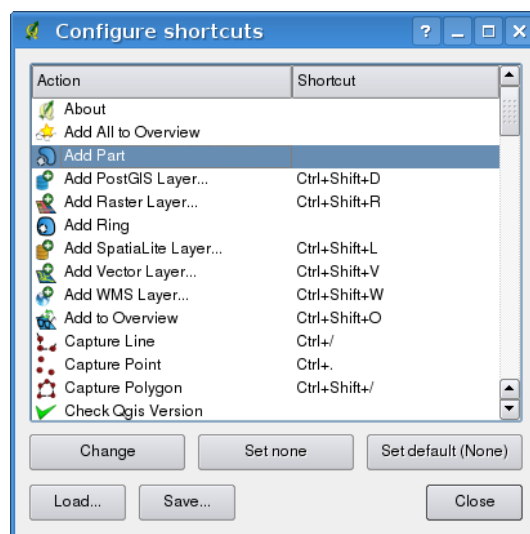 Configure shortcuts
Action Shortcut
About
Add All to Overview
Add Part
Add PostGIS Layer... Ctrl+Shift+D
Add Raster Layer... Ctrl+Shift+R
Add Ring
Add SpatiaLite Layer... Ctrl+Shift+L
Add Vector Layer... Ctrl+Shift+V
Add WMS Layer... Ctrl+Shift+W
Add to Overview Ctrl+Shift+O
Capture Line Ctrl+/
Capture Point Ctrl+.
Capture Polygon Ctrl+Shift+/
Check Qgis Version
Change Set none Set default (None)
Load... Save... Close